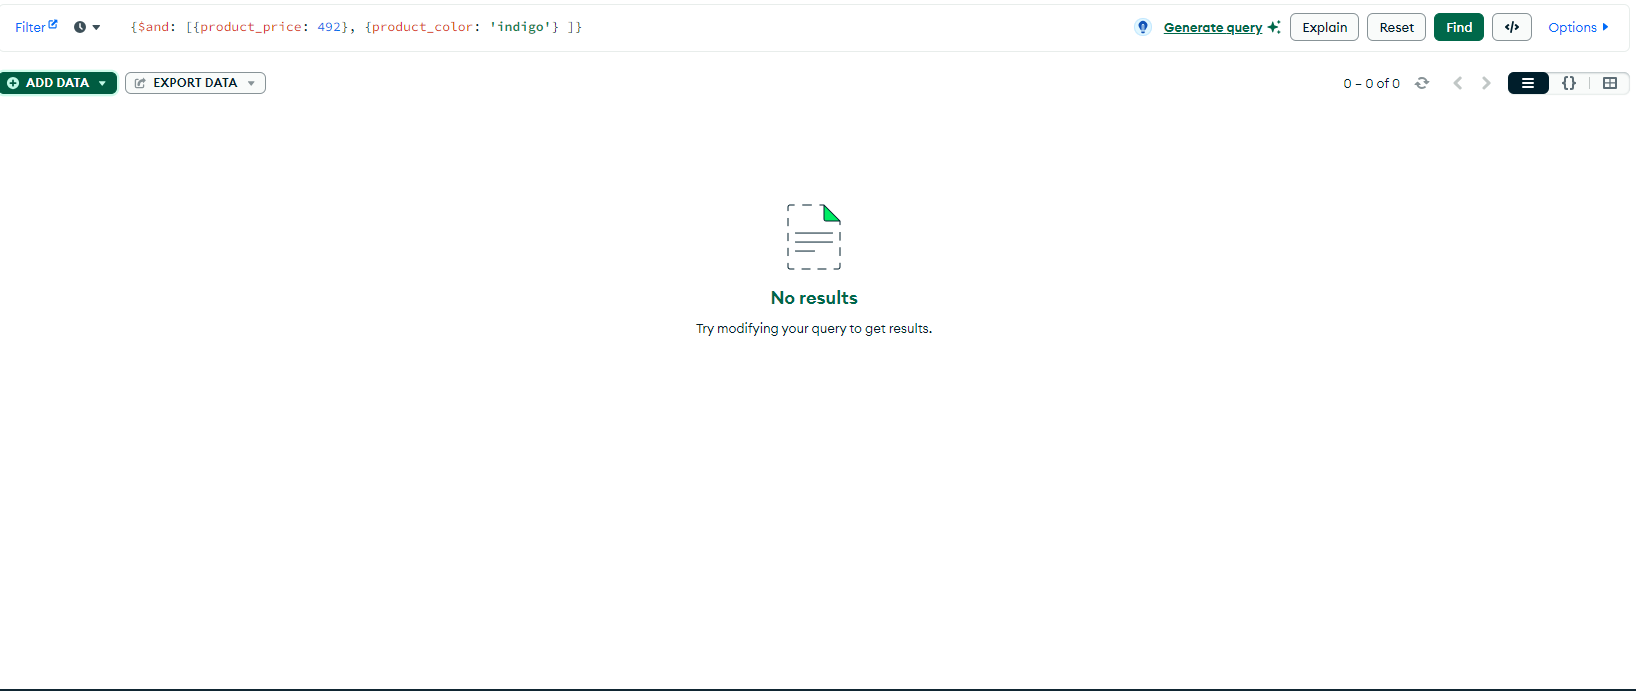 Filter {$and: [{product_price: 492}, {product_color: 'indigo'} ]} Generate query Explain Reset Find </> Options
ADD DATA EXPORT DATA 0 – 0 of 0 {}
No results
Try modifying your query to get results.